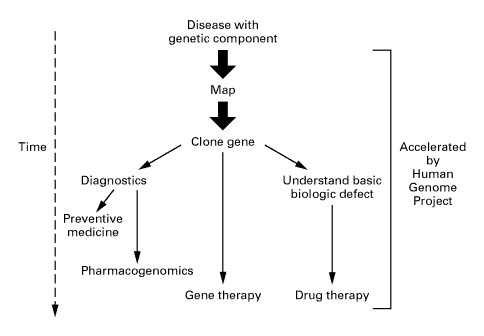 Disease with
genetic component
Map
Clone gene
Time
Accelerated
by
Human
Genome
Project
Diagnostics
Understand basic
biologic defect
Preventive
medicine
Pharmacogenomics
Gene therapy
Drug therapy